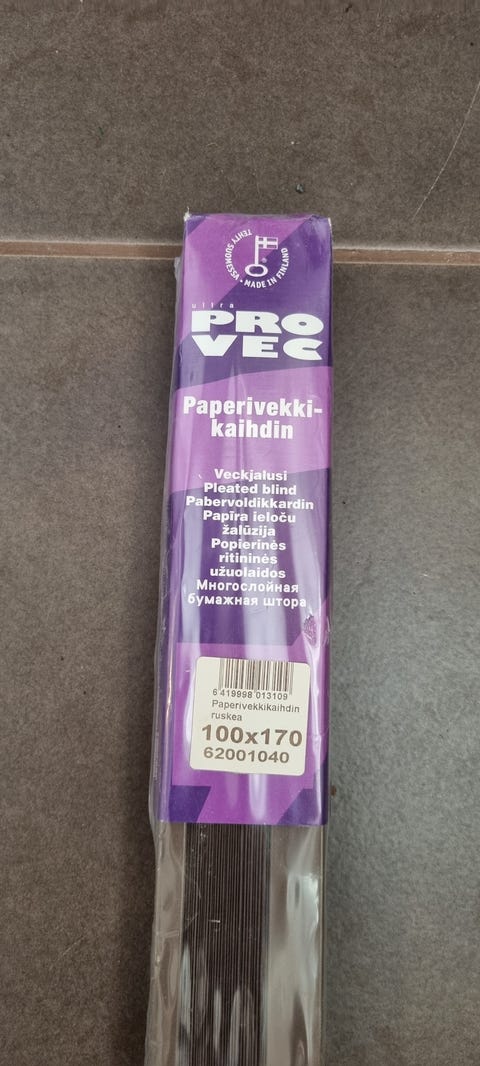 TEHTY SUOMESSA • MADE IN FINLAND
ultra
PRO
VEC
Paperivekki-
kaihdin
Veckjalusi
Pleated blind
Pabervoldikkardin
Papīra ieloču
žalūzija
Popierinės
ritininės
užuolaidos
Многослойная
бумажная штора
6 419998 013109
Paperivekkikaihdin
ruskea
100x170
62001040